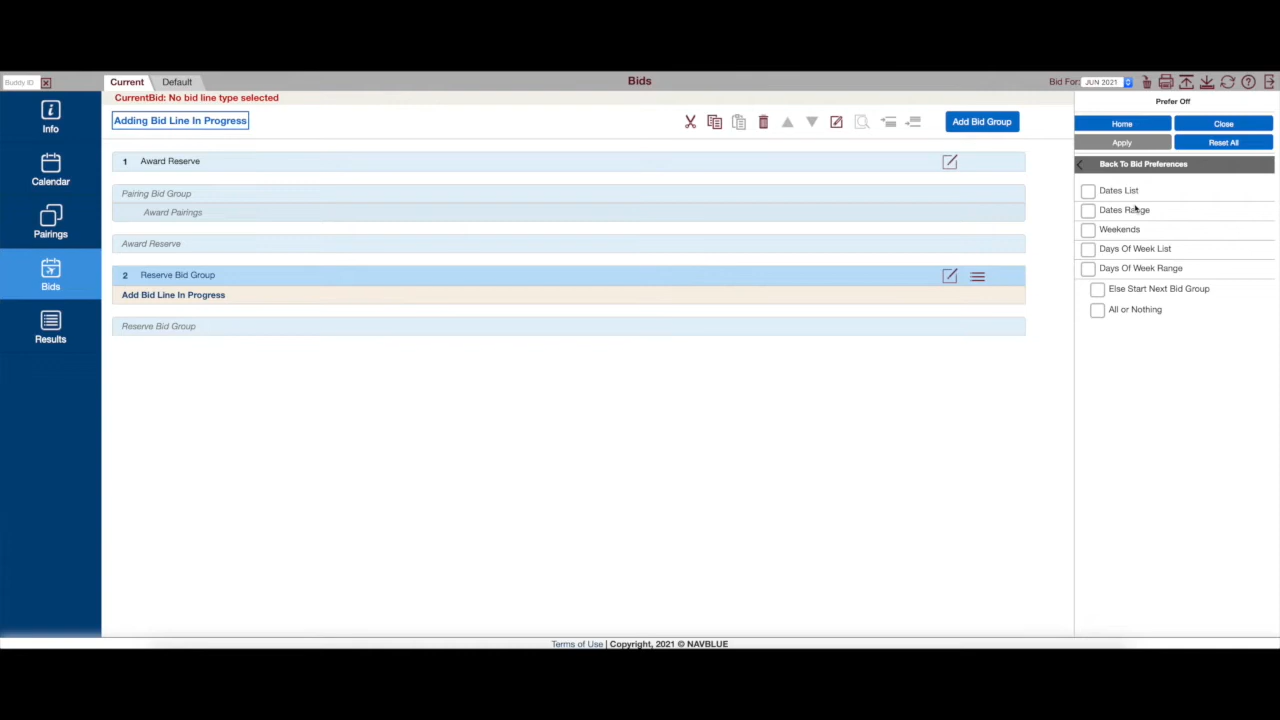 Buddy ID
Current
Default
Bids
Bid For: JUN 2021
CurrentBid: No bid line type selected
Prefer Off
Adding Bid Line In Progress
Add Bid Group
Home
Close
Apply
Reset All
Back To Bid Preferences
Info
Calendar
Pairings
Bids
Results
1 Award Reserve
Pairing Bid Group
Award Pairings
Award Reserve
2 Reserve Bid Group
Add Bid Line In Progress
Reserve Bid Group
Dates List
Dates Range
Weekends
Days Of Week List
Days Of Week Range
Else Start Next Bid Group
All or Nothing
Terms of Use | Copyright, 2021 © NAVBLUE